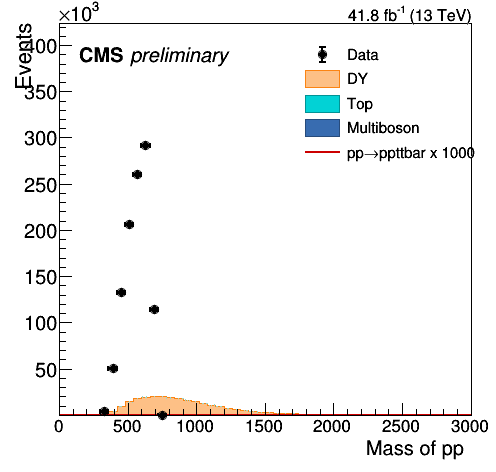 ×10³
41.8 fb⁻¹ (13 TeV)
Events
CMS preliminary
Data
DY
Top
Multiboson
pp→ppttbar x 1000
400
350
300
250
200
150
100
50
0 500 1000 1500 2000 2500 3000
Mass of pp